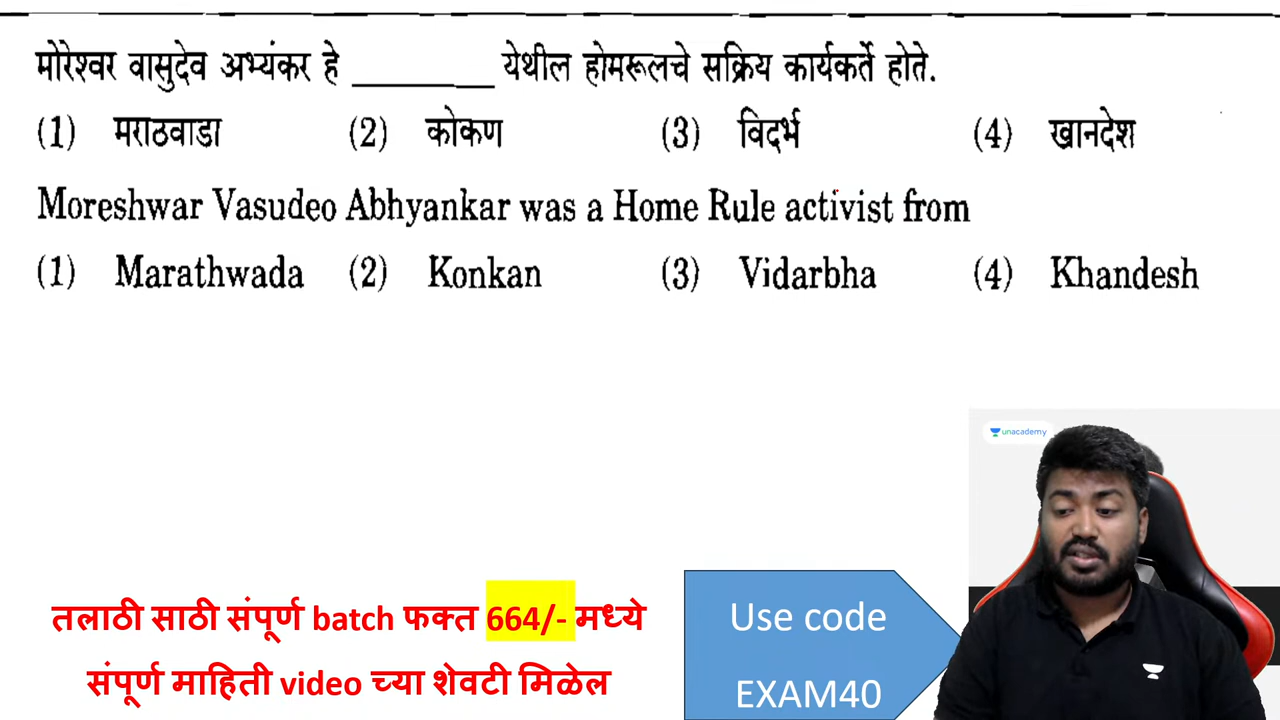 मोरेश्वर वासुदेव अभ्यंकर हे ________ येथील होमरूलचे सक्रिय कार्यकर्ते होते.
(1) मराठवाडा (2) कोकण (3) विदर्भ (4) खानदेश
Moreshwar Vasudeo Abhyankar was a Home Rule activist from
(1) Marathwada (2) Konkan (3) Vidarbha (4) Khandesh
unacademy
तलाठी साठी संपूर्ण batch फक्त 664/- मध्ये
संपूर्ण माहिती video च्या शेवटी मिळेल
Use code
EXAM40